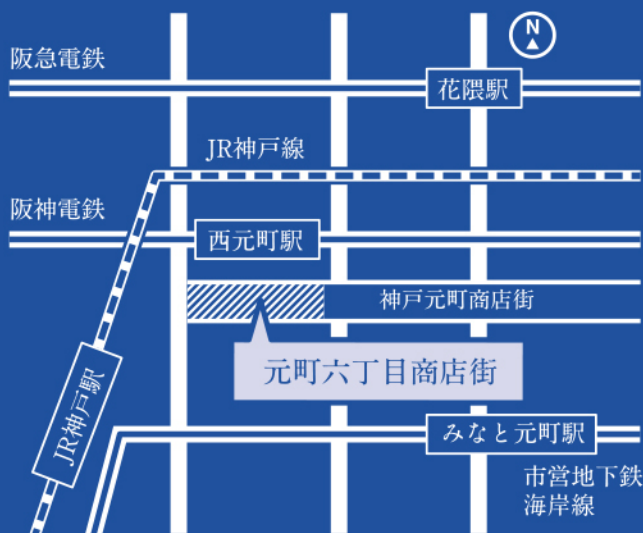 N
阪急電鉄
花隈駅
JR神戸線
阪神電鉄
西元町駅
神戸元町商店街
元町六丁目商店街
JR神戸駅
みなと元町駅
市営地下鉄
海岸線